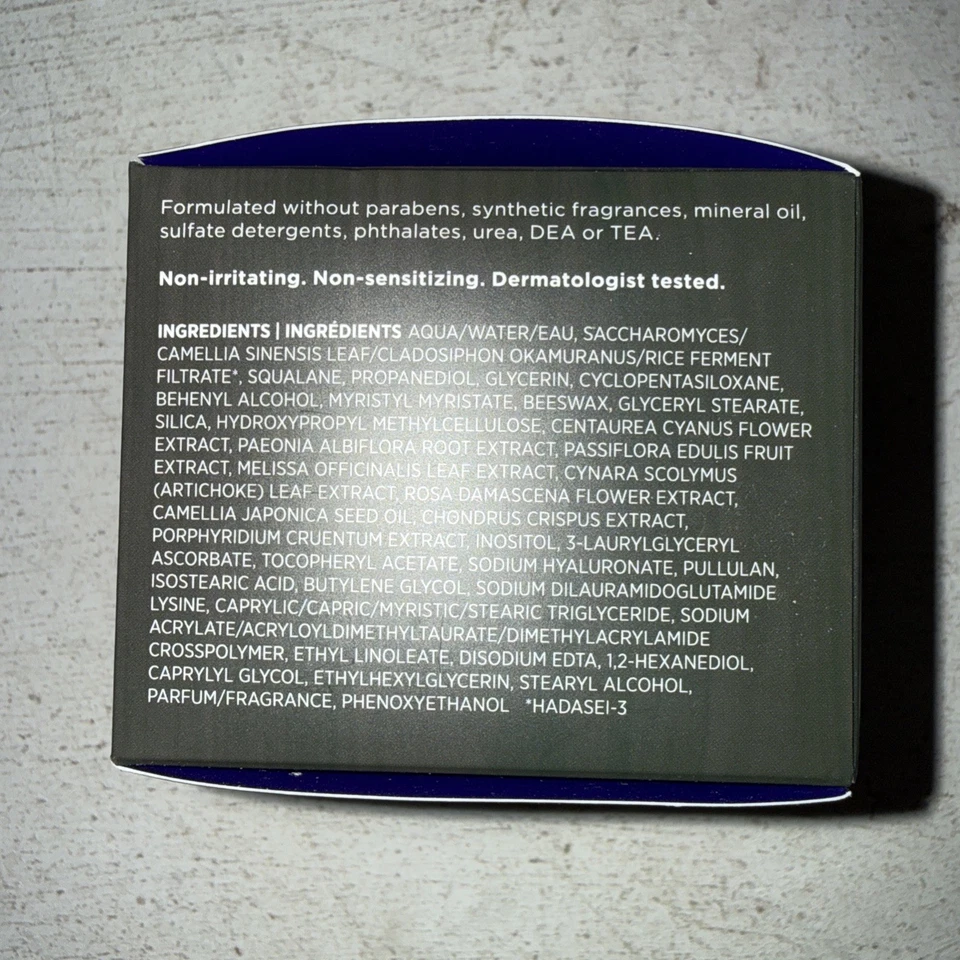 Formulated without parabens, synthetic fragrances, mineral oil,
sulfate detergents, phthalates, urea, DEA or TEA.
Non-irritating. Non-sensitizing. Dermatologist tested.
INGREDIENTS | INGRÉDIENTS AQUA/WATER/EAU, SACCHAROMYCES/
CAMELLIA SINENSIS LEAF/CLADOSIPHON OKAMURANUS/RICE FERMENT
FILTRATE*, SQUALANE, PROPANEDIOL, GLYCERIN, CYCLOPENTASILOXANE,
BEHENYL ALCOHOL, MYRISTYL MYRISTATE, BEESWAX, GLYCERYL STEARATE,
SILICA, HYDROXYPROPYL METHYLCELLULOSE, CENTAUREA CYANUS FLOWER
EXTRACT, PAEONIA ALBIFLORA ROOT EXTRACT, PASSIFLORA EDULIS FRUIT
EXTRACT, MELISSA OFFICINALIS LEAF EXTRACT, CYNARA SCOLYMUS
(ARTICHOKE) LEAF EXTRACT, ROSA DAMASCENA FLOWER EXTRACT,
CAMELLIA JAPONICA SEED OIL, CHONDRUS CRISPUS EXTRACT,
PORPHYRIDIUM CRUENTUM EXTRACT, INOSITOL, 3-LAURYLGLYCERYL
ASCORBATE, TOCOPHERYL ACETATE, SODIUM HYALURONATE, PULLULAN,
ISOSTEARIC ACID, BUTYLENE GLYCOL, SODIUM DILAURAMIDOGLUTAMIDE
LYSINE, CAPRYLIC/CAPRIC/MYRISTIC/STEARIC TRIGLYCERIDE, SODIUM
ACRYLATE/ACRYLOYLDIMETHYLTAURATE/DIMETHYLACRYLAMIDE
CROSSPOLYMER, ETHYL LINOLEATE, DISODIUM EDTA, 1,2-HEXANEDIOL,
CAPRYLYL GLYCOL, ETHYLHEXYLGLYCERIN, STEARYL ALCOHOL,
PARFUM/FRAGRANCE, PHENOXYETHANOL *HADASEI-3